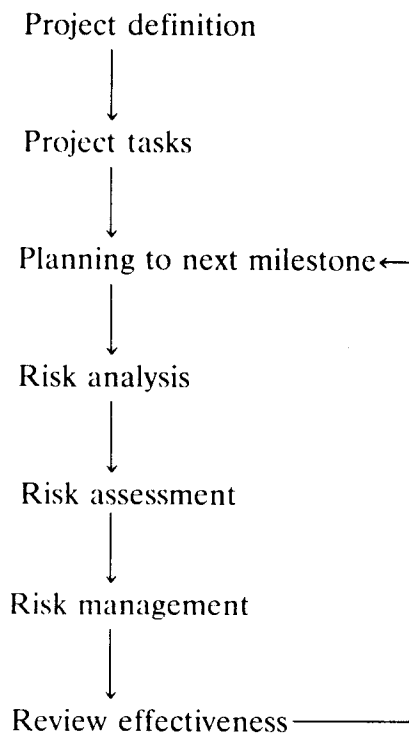 Project definition
Project tasks
Planning to next milestone
Risk analysis
Risk assessment
Risk management
Review effectiveness